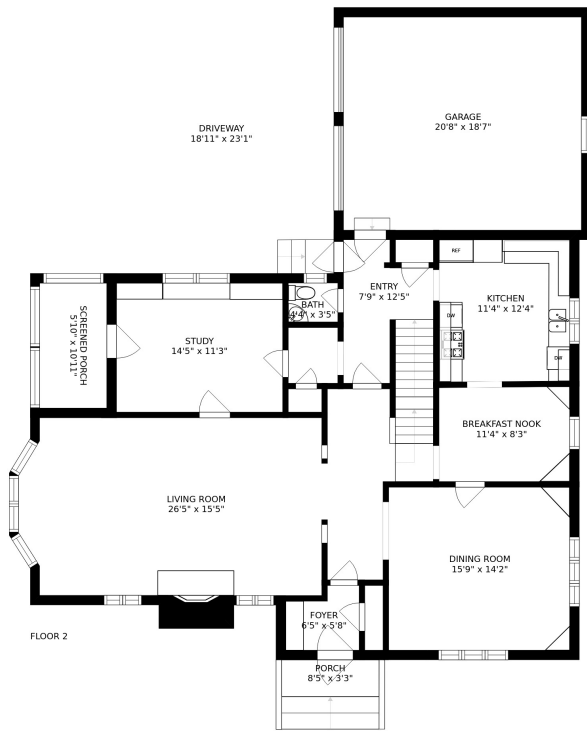 DRIVEWAY
18'11" x 23'1"
GARAGE
20'8" x 18'7"
REF
ENTRY
7'9" x 12'5"
KITCHEN
11'4" x 12'4"
BATH
4'4" x 3'5"
DW
DW
SCREENED PORCH
5'10" x 10'11"
STUDY
14'5" x 11'3"
BREAKFAST NOOK
11'4" x 8'3"
LIVING ROOM
26'5" x 15'5"
DINING ROOM
15'9" x 14'2"
FOYER
6'5" x 5'8"
FLOOR 2
PORCH
8'5" x 3'3"